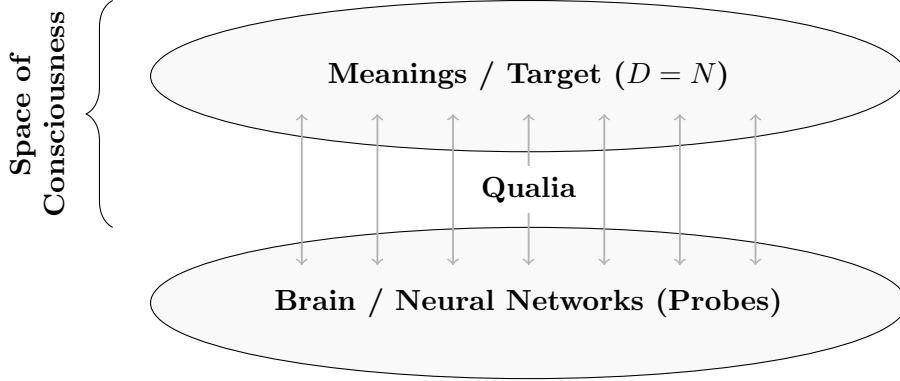 Space of
Consciousness
Meanings / Target (D = N)
Qualia
Brain / Neural Networks (Probes)